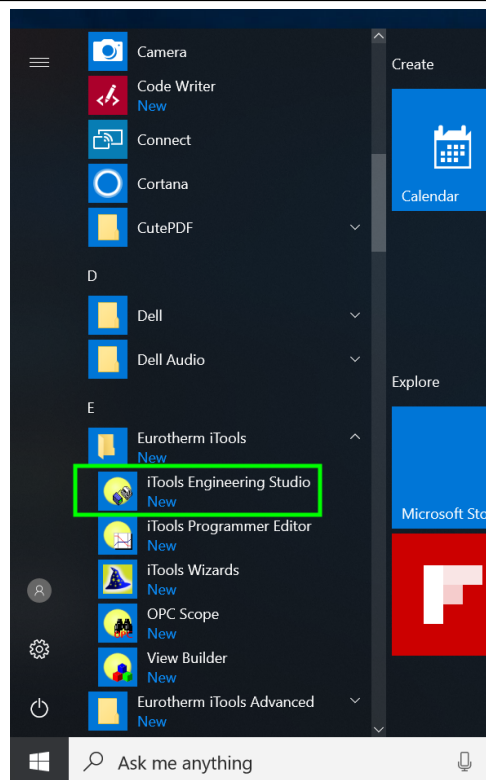 Camera
Code Writer
New
Connect
Cortana
CutePDF
D
Dell
Dell Audio
E
Eurotherm iTools
New
iTools Engineering Studio
New
iTools Programmer Editor
New
iTools Wizards
New
OPC Scope
New
View Builder
New
Eurotherm iTools Advanced
New
Create
Calendar
Explore
Microsoft Sto
Ask me anything